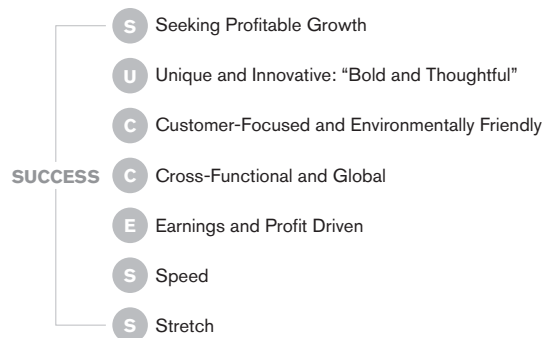 S Seeking Profitable Growth
U Unique and Innovative: “Bold and Thoughtful”
C Customer-Focused and Environmentally Friendly
SUCCESS C Cross-Functional and Global
E Earnings and Profit Driven
S Speed
S Stretch